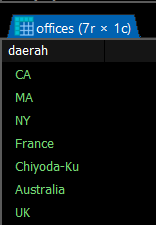 offices (7r × 1c)
daerah
CA
MA
NY
France
Chiyoda-Ku
Australia
UK